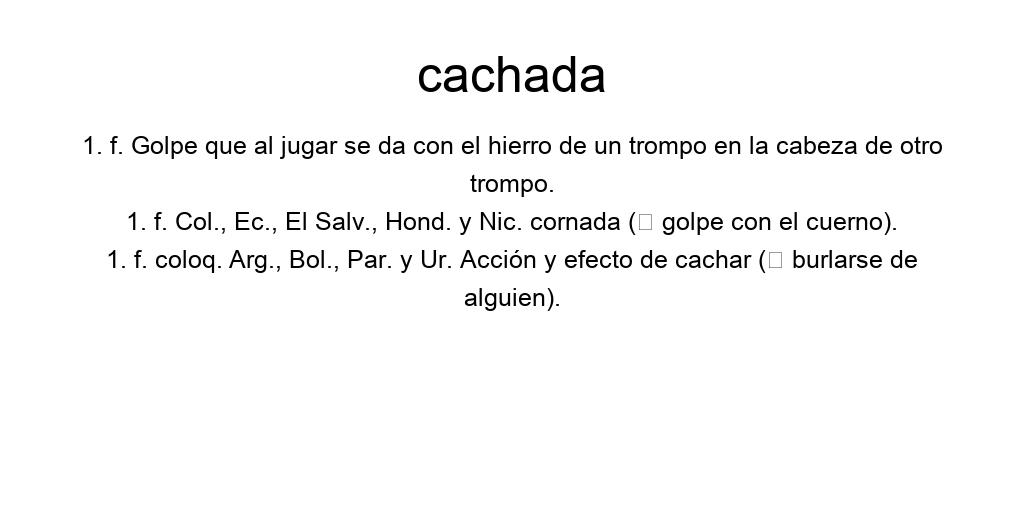 cachada
1. f. Golpe que al jugar se da con el hierro de un trompo en la cabeza de otro
trompo.
1. f. Col., Ec., El Salv., Hond. y Nic. cornada (□ golpe con el cuerno).
1. f. coloq. Arg., Bol., Par. y Ur. Acción y efecto de cachar (□ burlarse de
alguien).